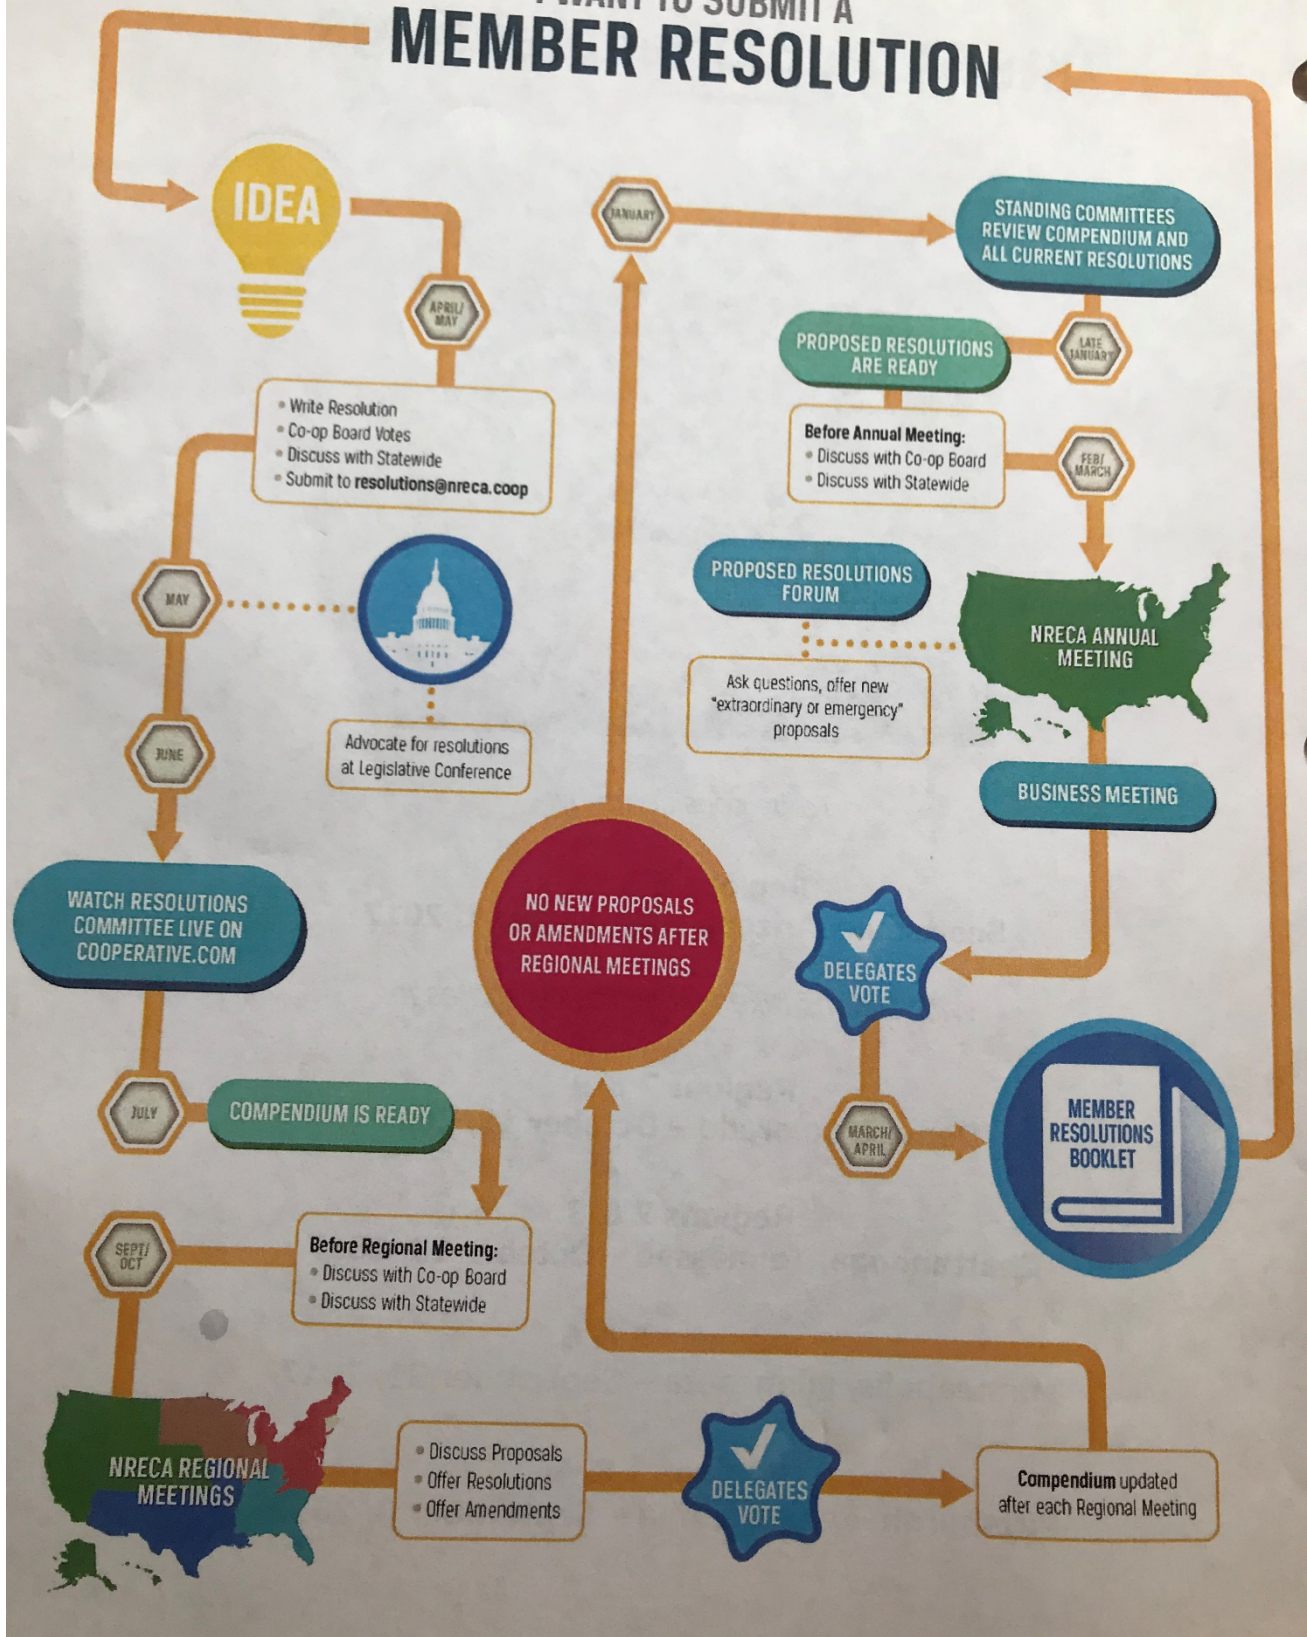 I WANT TO SUBMIT A
MEMBER RESOLUTION
IDEA
APRIL/
MAY
• Write Resolution
• Co-op Board Votes
• Discuss with Statewide
• Submit to resolutions@nreca.coop
MAY
Advocate for resolutions
at Legislative Conference
JUNE
WATCH RESOLUTIONS
COMMITTEE LIVE ON
COOPERATIVE.COM
JULY
COMPENDIUM IS READY
Before Regional Meeting:
• Discuss with Co-op Board
• Discuss with Statewide
SEPT/
OCT
NRECA REGIONAL
MEETINGS
• Discuss Proposals
• Offer Resolutions
• Offer Amendments
DELEGATES
VOTE
Compendium updated
after each Regional Meeting
NO NEW PROPOSALS
OR AMENDMENTS AFTER
REGIONAL MEETINGS
JANUARY
STANDING COMMITTEES
REVIEW COMPENDIUM AND
ALL CURRENT RESOLUTIONS
LATE
JANUARY
PROPOSED RESOLUTIONS
ARE READY
Before Annual Meeting:
• Discuss with Co-op Board
• Discuss with Statewide
FEB/
MARCH
NRECA ANNUAL
MEETING
PROPOSED RESOLUTIONS
FORUM
Ask questions, offer new
"extraordinary or emergency"
proposals
BUSINESS MEETING
DELEGATES
VOTE
MARCH/
APRIL
MEMBER
RESOLUTIONS
BOOKLET